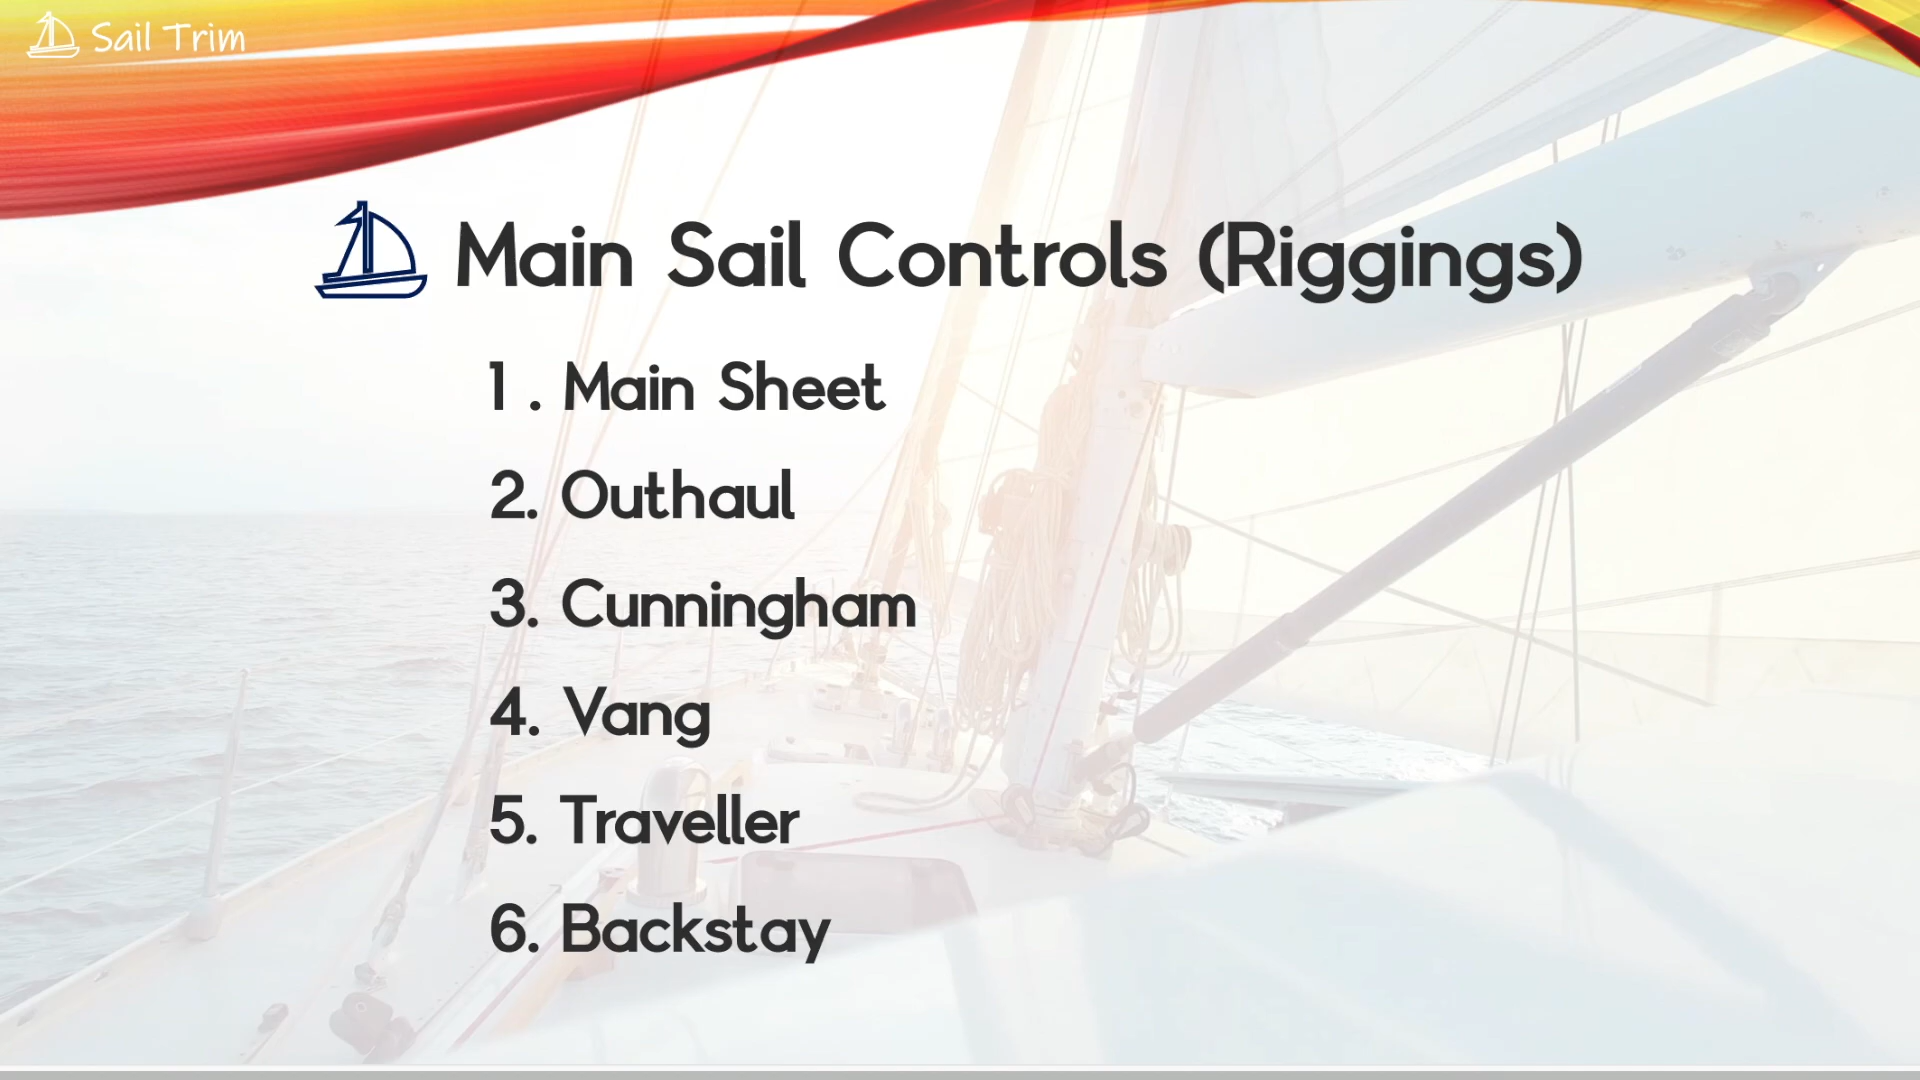 Sail Trim
Main Sail Controls (Riggings)
1 . Main Sheet
2. Outhaul
3. Cunningham
4. Vang
5. Traveller
6. Backstay